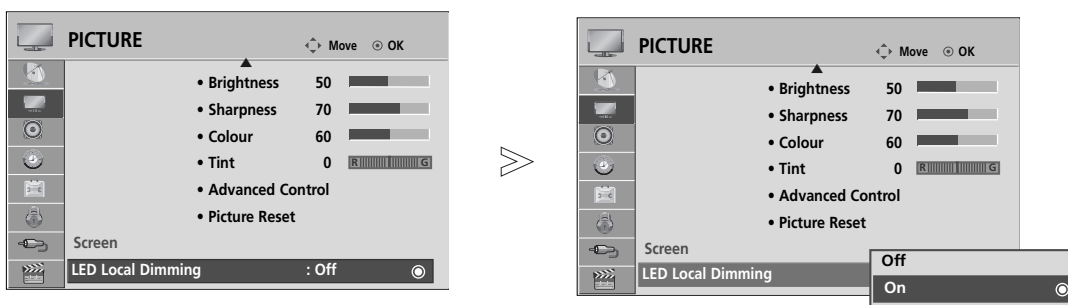 PICTURE Move OK
• Brightness 50
• Sharpness 70
• Colour 60
• Tint 0 R G
• Advanced Control
• Picture Reset
Screen
LED Local Dimming : Off
PICTURE Move OK
• Brightness 50
• Sharpness 70
• Colour 60
• Tint 0 R G
• Advanced Control
• Picture Reset
Screen
LED Local Dimming
Off
On